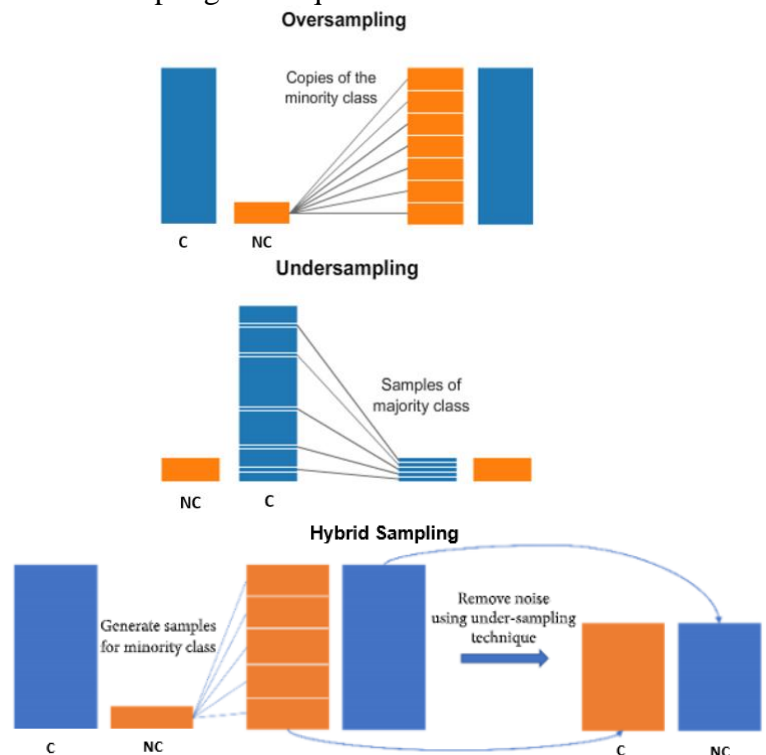 Oversampling
Copies of the
minority class
C
NC
Undersampling
Samples of
majority class
NC
C
Hybrid Sampling
Generate samples
for minority class
Remove noise
using under-sampling
technique
C
NC
C
NC